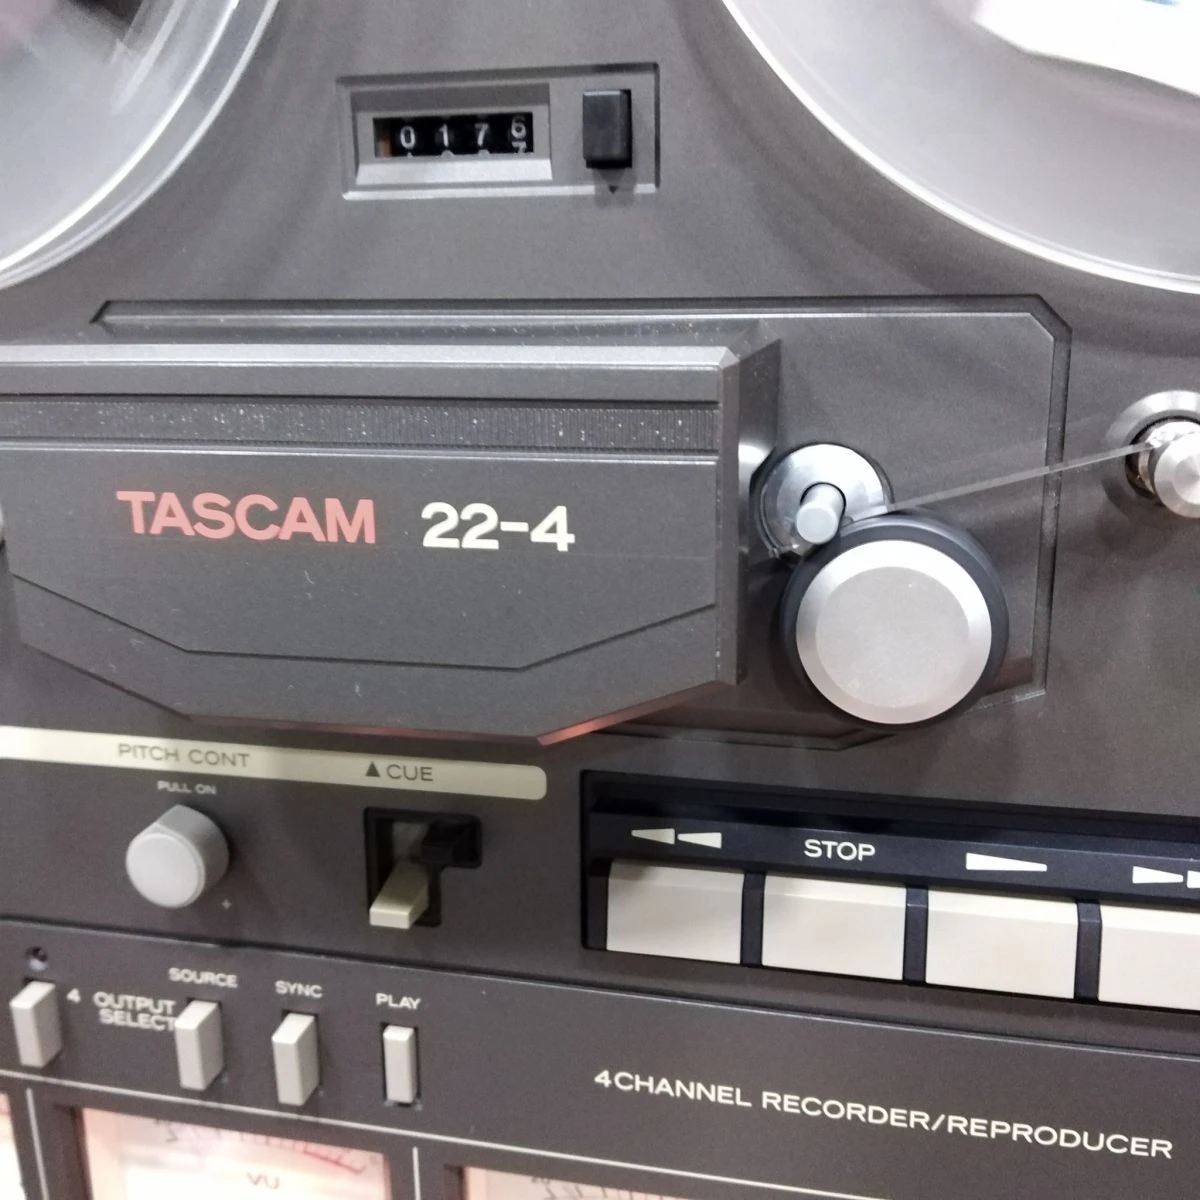 0176
7
TASCAM 22-4
PITCH CONT ▲CUE
PULL ON
STOP
4 OUTPUT SELECT
SOURCE
SYNC
PLAY
4CHANNEL RECORDER/REPRODUCER
VU